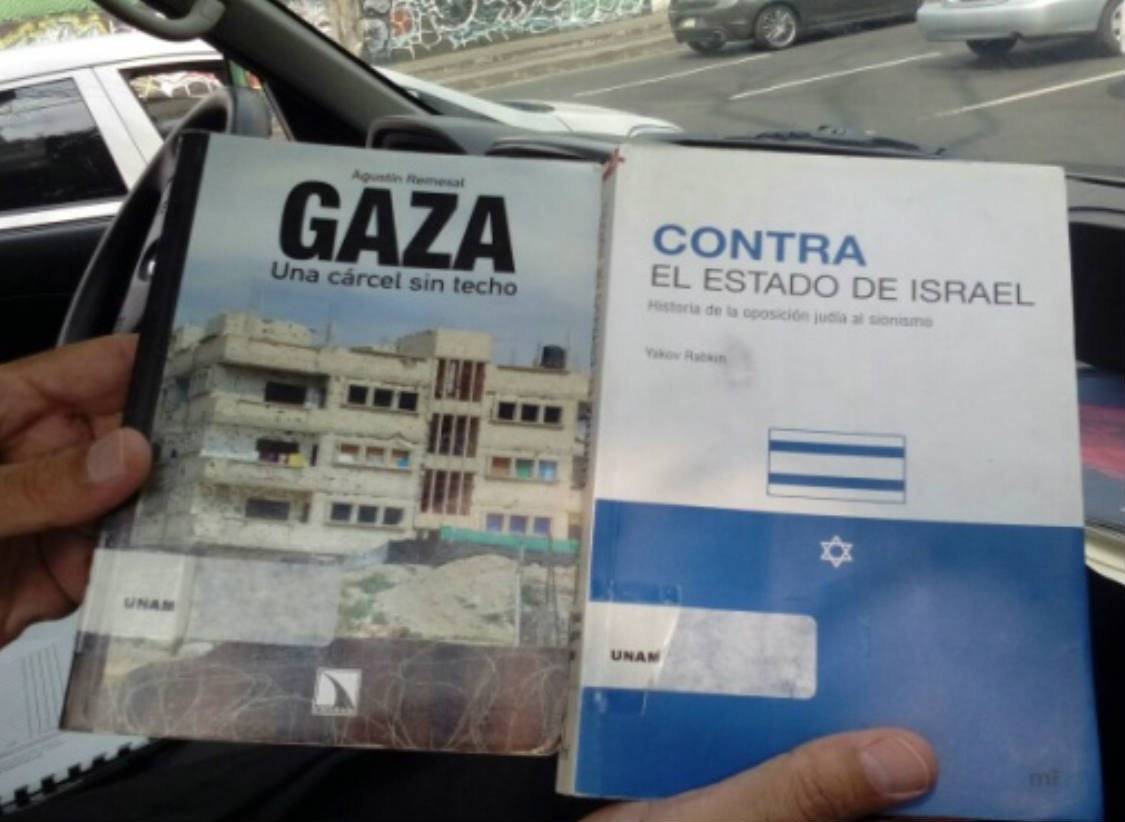 Agustín Remesal
GAZA
Una cárcel sin techo
UNAM
CONTRA
EL ESTADO DE ISRAEL
Historia de la oposición judía al sionismo
Yakov Rabkin
UNAM
mr